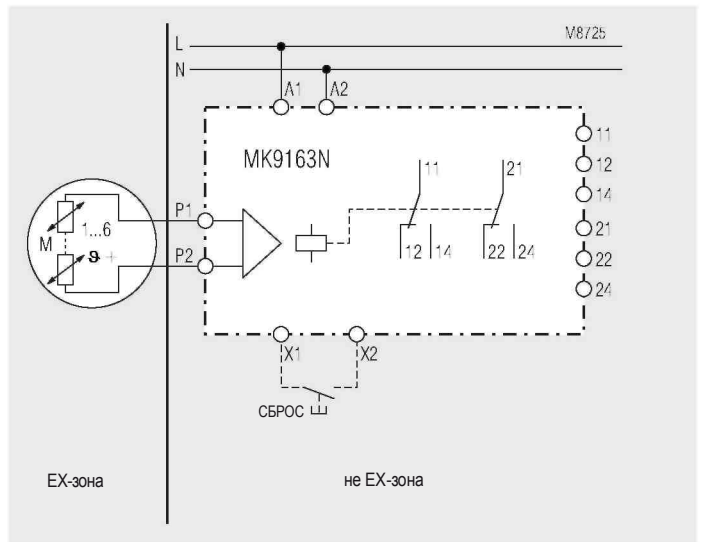 M8725
L
N
A1 A2
MK9163N
11 21
11
12
14
21
22
24
P1
P2
M
1...6
ϑ +
12 14 22 24
X1 X2
СБРОС
EX-зона
не EX-зона